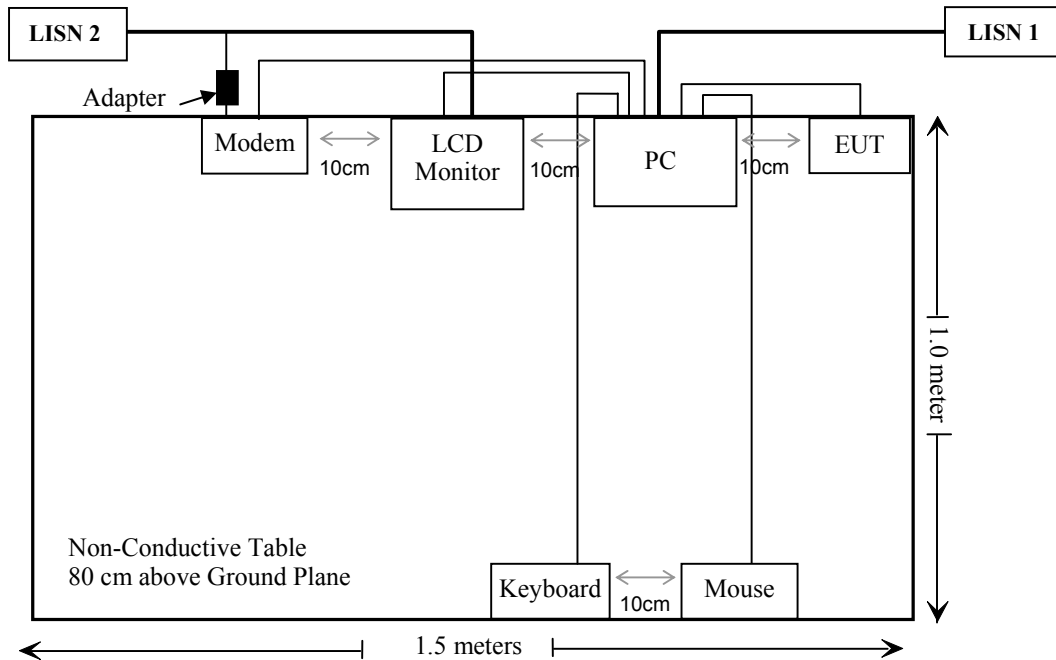 LISN 2
LISN 1
Adapter
Modem
LCD
Monitor
PC
EUT
10cm
10cm
10cm
1.0 meter
Non-Conductive Table
80 cm above Ground Plane
Keyboard
10cm
Mouse
1.5 meters